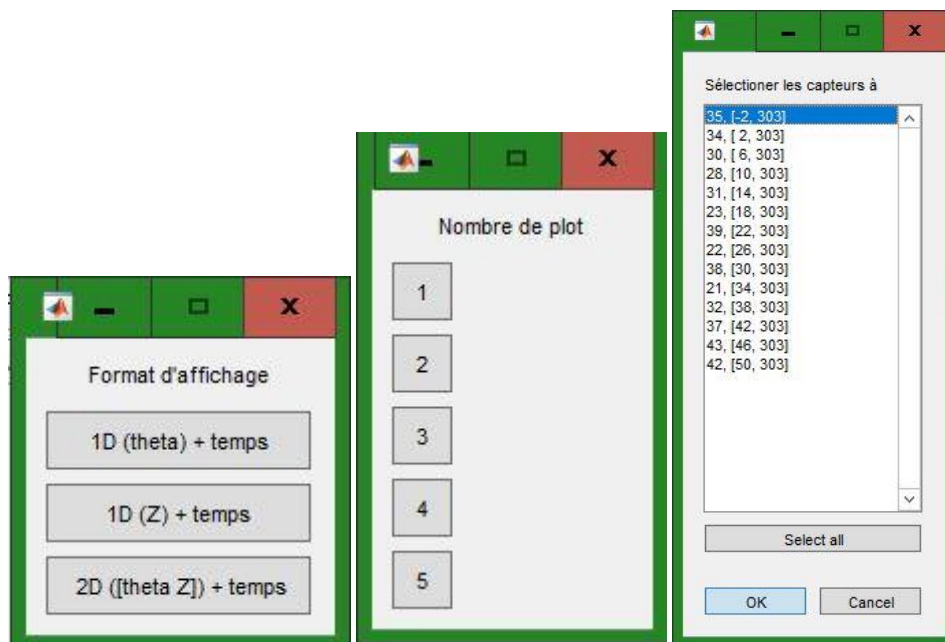 Format d'affichage
1D (theta) + temps
1D (Z) + temps
2D ([theta Z]) + temps
Nombre de plot
1
2
3
4
5
Sélectioner les capteurs à
35, [-2, 303]
34, [ 2, 303]
30, [ 6, 303]
28, [10, 303]
31, [14, 303]
23, [18, 303]
39, [22, 303]
22, [26, 303]
38, [30, 303]
21, [34, 303]
32, [38, 303]
37, [42, 303]
43, [46, 303]
42, [50, 303]
Select all
OK
Cancel